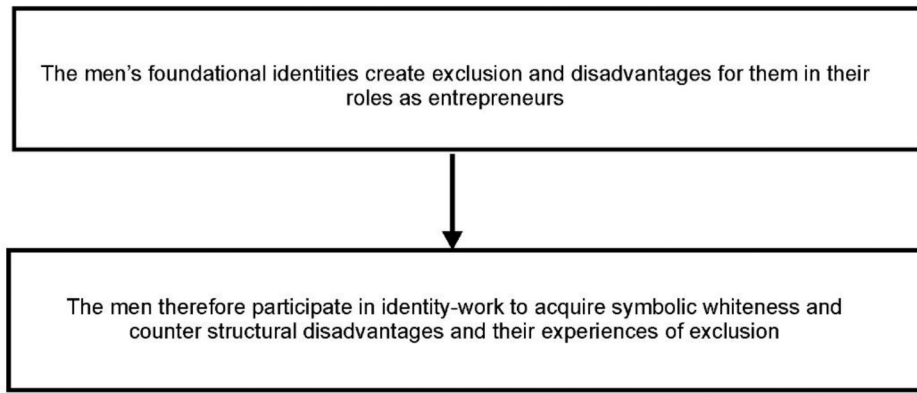 The men’s foundational identities create exclusion and disadvantages for them in their
roles as entrepreneurs
The men therefore participate in identity-work to acquire symbolic whiteness and
counter structural disadvantages and their experiences of exclusion